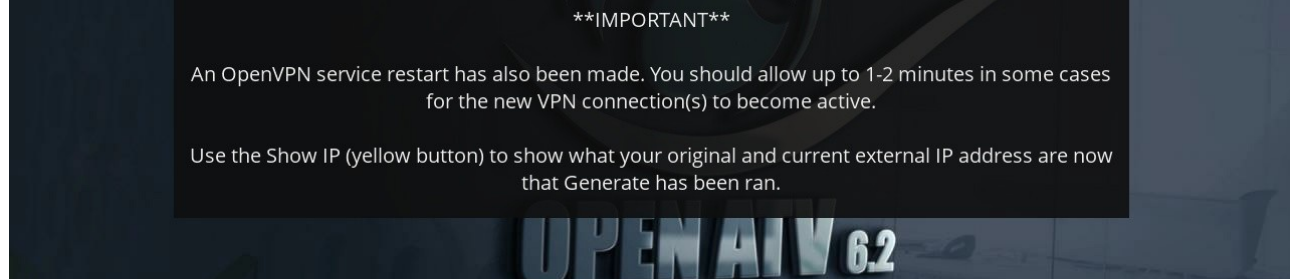 **IMPORTANT**
An OpenVPN service restart has also been made. You should allow up to 1-2 minutes in some cases
for the new VPN connection(s) to become active.
Use the Show IP (yellow button) to show what your original and current external IP address are now
that Generate has been ran.
OPEN ATV 6.2